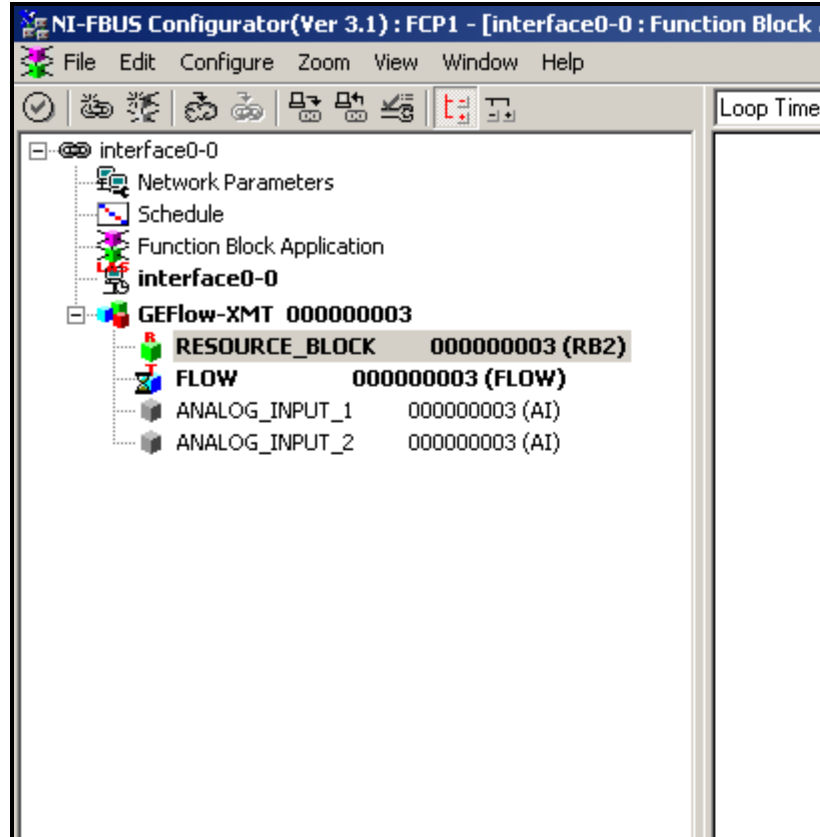 NI-FBUS Configurator(Ver 3.1) : FCP1 - [interface0-0 : Function Block
File Edit Configure Zoom View Window Help
Loop Time
interface0-0
Network Parameters
Schedule
Function Block Application
LAS
interface0-0
GEFlow-XMT 000000003
R
RESOURCE_BLOCK 000000003 (RB2)
T
FLOW 000000003 (FLOW)
ANALOG_INPUT_1 000000003 (AI)
ANALOG_INPUT_2 000000003 (AI)